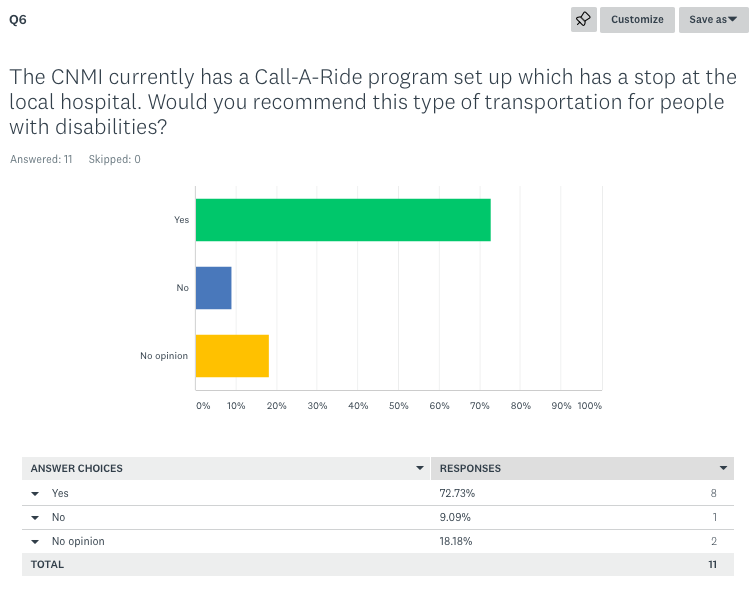 Q6
Customize
Save as
The CNMI currently has a Call-A-Ride program set up which has a stop at the
local hospital. Would you recommend this type of transportation for people
with disabilities?
Answered: 11 Skipped: 0
Yes
No
No opinion
0% 10% 20% 30% 40% 50% 60% 70% 80% 90% 100%
ANSWER CHOICES RESPONSES
Yes 72.73% 8
No 9.09% 1
No opinion 18.18% 2
TOTAL 11